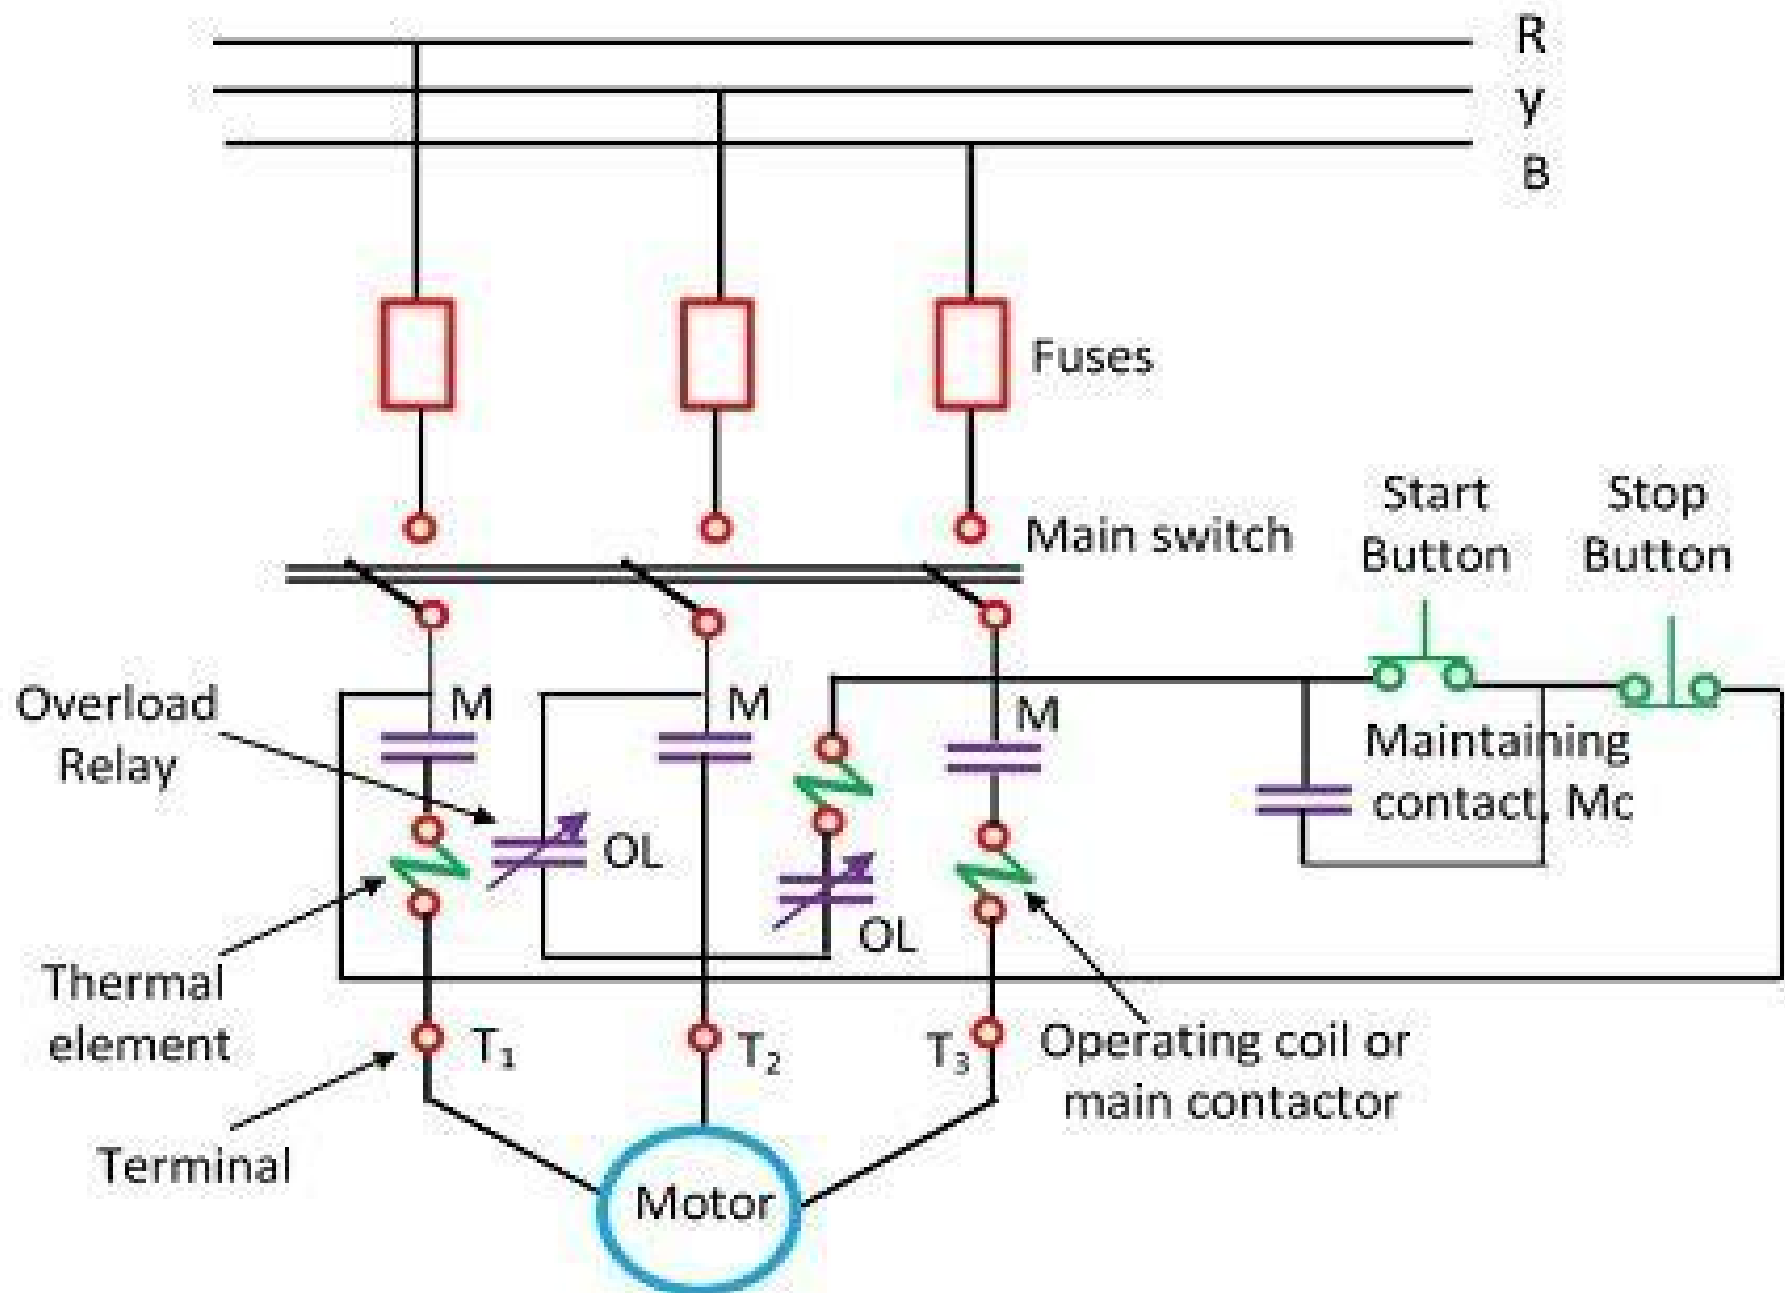 R
y
B
Fuses
Main switch
Start
Button
Stop
Button
Overload
Relay
M
M
M
Maintaining
contact, Mc
OL
OL
Thermal
element
T₁
T₂
T₃
Operating coil or
main contactor
Terminal
Motor